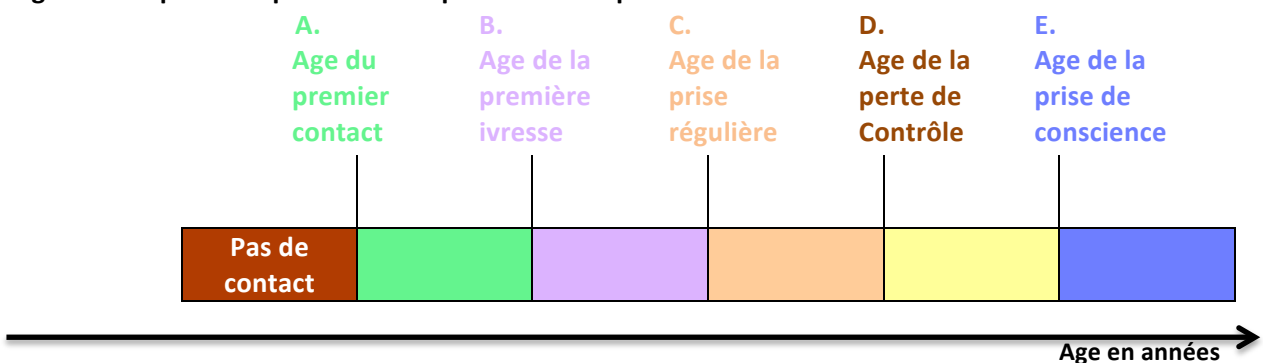 A.
Age du
premier
contact
B.
Age de la
première
ivresse
C.
Age de la
prise
régulière
D.
Age de la
perte de
Contrôle
E.
Age de la
prise de
conscience
Pas de
contact
Age en années